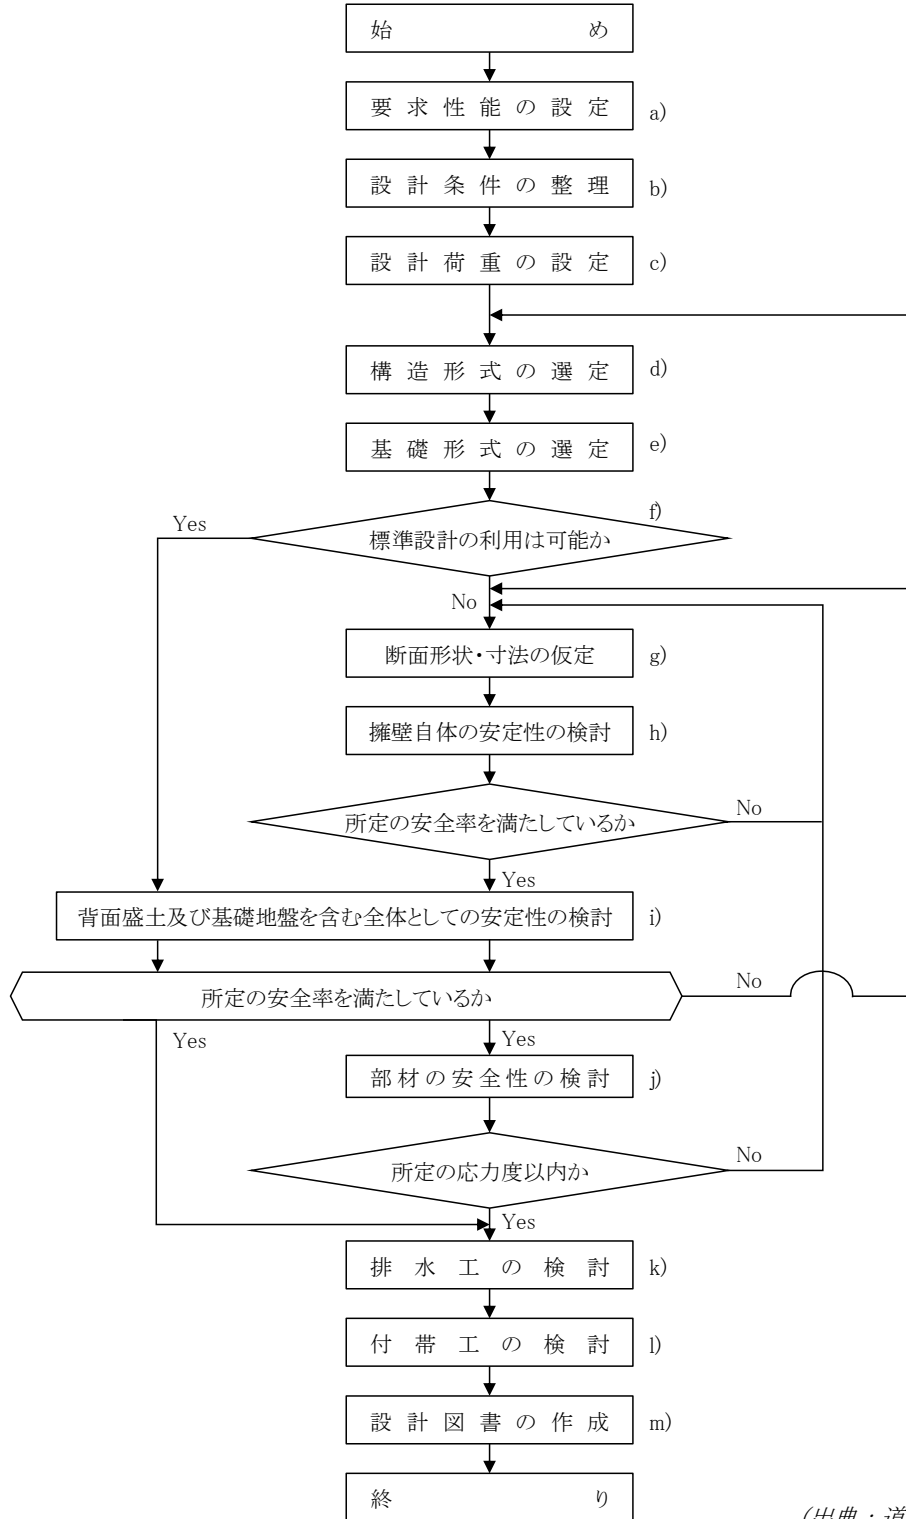 始め
要求性能の設定 a)
設計条件の整理 b)
設計荷重の設定 c)
構造形式の選定 d)
基礎形式の選定 e)
f)
Yes
標準設計の利用は可能か
No
断面形状・寸法の仮定 g)
擁壁自体の安定性の検討 h)
No
所定の安全率を満たしているか
Yes
背面盛土及び基礎地盤を含む全体としての安定性の検討 i)
No
所定の安全率を満たしているか
Yes
Yes
部材の安全性の検討 j)
No
所定の応力度以内か
Yes
排水工の検討 k)
付帯工の検討 l)
設計図書の作成 m)
終り
(出典：道